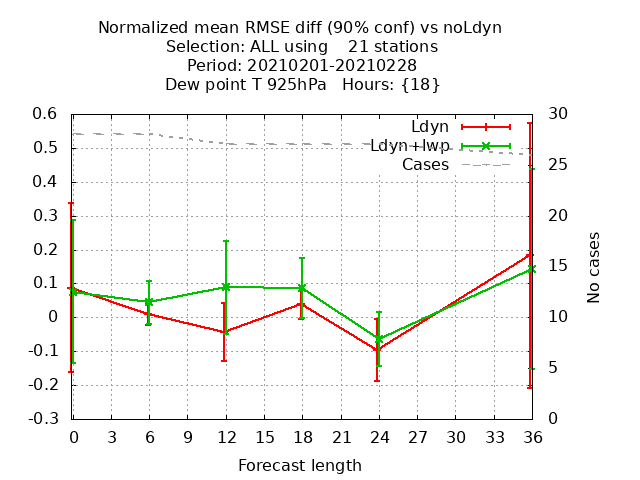 Normalized mean RMSE diff (90% conf) vs noLdyn
Selection: ALL using    21 stations
Period: 20210201-20210228
Dew point T 925hPa   Hours: {18}
Ldyn
Ldyn+lwp
Cases
0.6
0.5
0.4
0.3
0.2
0.1
0
-0.1
-0.2
-0.3
30
25
20
15
10
5
0
No cases
0 3 6 9 12 15 18 21 24 27 30 33 36
Forecast length